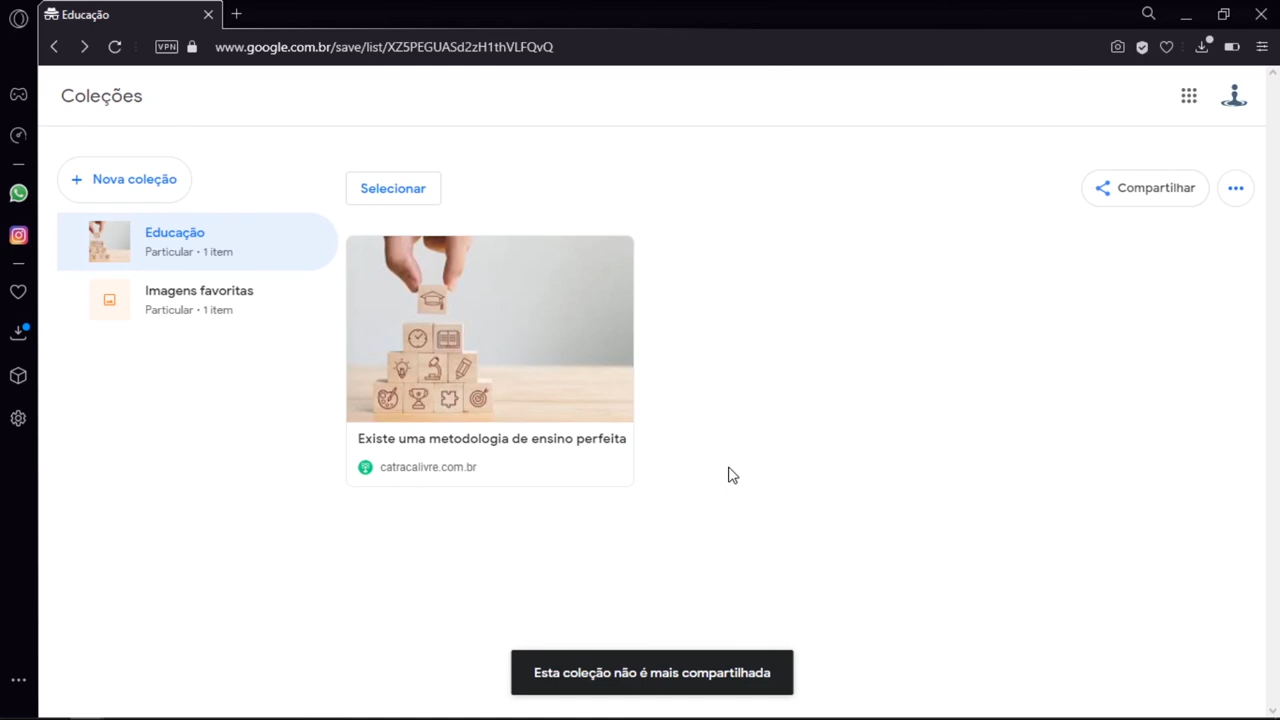 Educação
VPN
www.google.com.br/save/list/XZ5PEGUASd2zH1thVLFQvQ
Coleções
+ Nova coleção
Selecionar
Compartilhar
Educação
Particular • 1 item
Imagens favoritas
Particular • 1 item
Existe uma metodologia de ensino perfeita
catracalivre.com.br
Esta coleção não é mais compartilhada